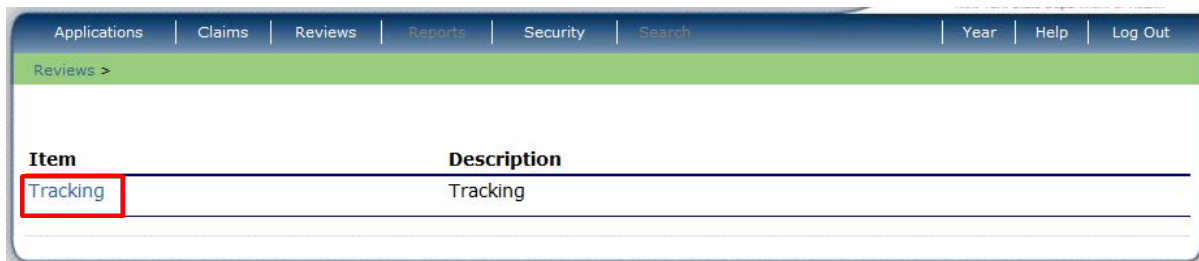 Applications Claims Reviews Reports Security Search Year Help Log Out
Reviews >
Item Description
Tracking Tracking